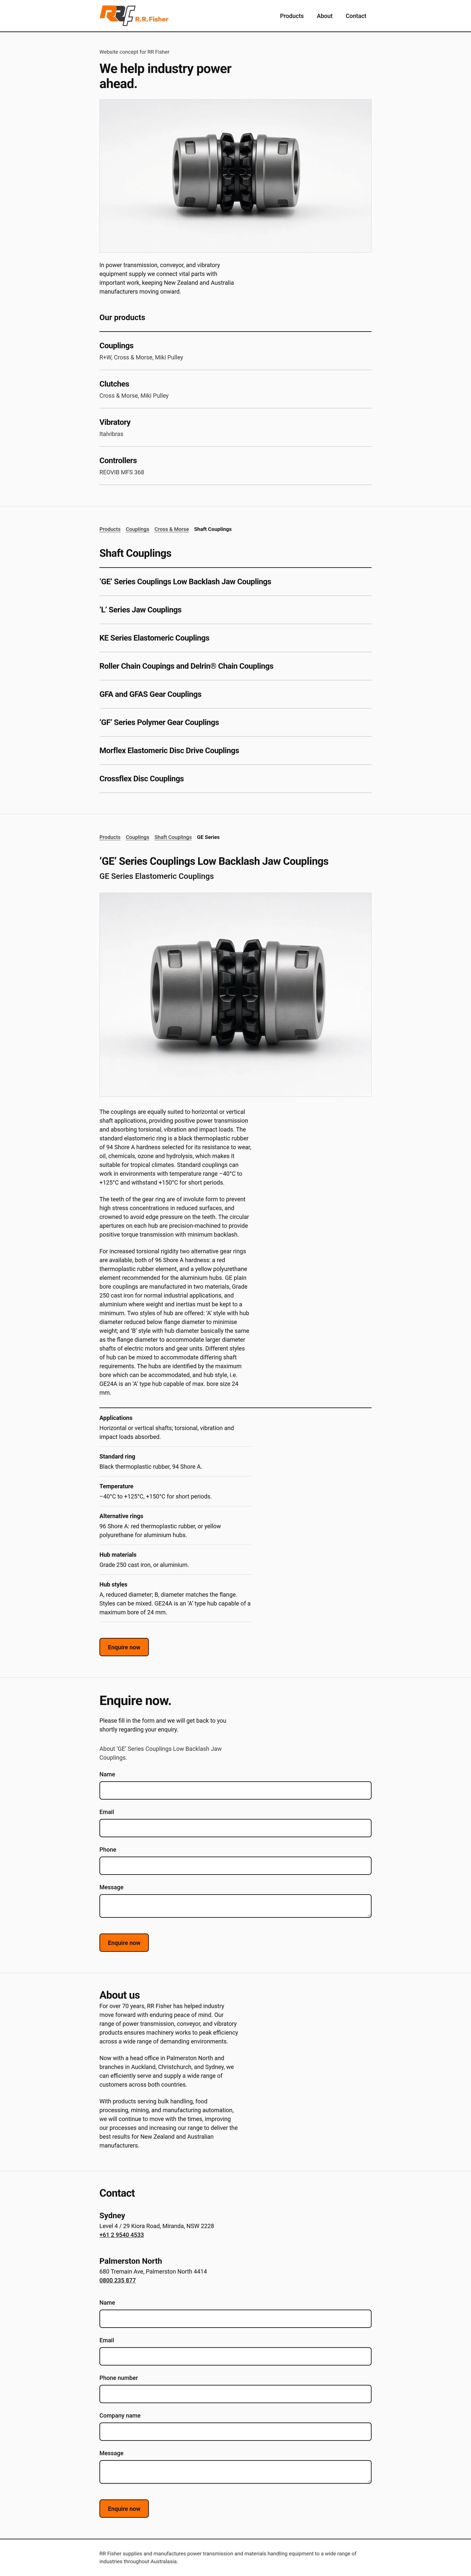 RRF R.R.Fisher
Products About Contact
Website concept for RR Fisher
We help industry power
ahead.
In power transmission, conveyor, and vibratory
equipment supply we connect vital parts with
important work, keeping New Zealand and Australia
manufacturers moving onward.
Our products
Couplings
R+W, Cross & Morse, Miki Pulley
Clutches
Cross & Morse, Miki Pulley
Vibratory
Italvibras
Controllers
REOVIB MFS 368
Products Couplings Cross & Morse Shaft Couplings
Shaft Couplings
‘GE’ Series Couplings Low Backlash Jaw Couplings
‘L’ Series Jaw Couplings
KE Series Elastomeric Couplings
Roller Chain Coupings and Delrin® Chain Couplings
GFA and GFAS Gear Couplings
‘GF’ Series Polymer Gear Couplings
Morflex Elastomeric Disc Drive Couplings
Crossflex Disc Couplings
Products Couplings Shaft Couplings GE Series
‘GE’ Series Couplings Low Backlash Jaw Couplings
GE Series Elastomeric Couplings
The couplings are equally suited to horizontal or vertical
shaft applications, providing positive power transmission
and absorbing torsional, vibration and impact loads. The
standard elastomeric ring is a black thermoplastic rubber
of 94 Shore A hardness selected for its resistance to wear,
oil, chemicals, ozone and hydrolysis, which makes it
suitable for tropical climates. Standard couplings can
work in environments with temperature range –40°C to
+125°C and withstand +150°C for short periods.
The teeth of the gear ring are of involute form to prevent
high stress concentrations in reduced surfaces, and
crowned to avoid edge pressure on the teeth. The circular
apertures on each hub are precision-machined to provide
positive torque transmission with minimum backlash.
For increased torsional rigidity two alternative gear rings
are available, both of 96 Shore A hardness: a red
thermoplastic rubber element, and a yellow polyurethane
element recommended for the aluminium hubs. GE plain
bore couplings are manufactured in two materials, Grade
250 cast iron for normal industrial applications, and
aluminium where weight and inertias must be kept to a
minimum. Two styles of hub are offered: ‘A’ style with hub
diameter reduced below flange diameter to minimise
weight; and ‘B’ style with hub diameter basically the same
as the flange diameter to accommodate larger diameter
shafts of electric motors and gear units. Different styles
of hub can be mixed to accommodate differing shaft
requirements. The hubs are identified by the maximum
bore which can be accommodated, and hub style, i.e.
GE24A is an ‘A’ type hub capable of max. bore size 24
mm.
Applications
Horizontal or vertical shafts; torsional, vibration and
impact loads absorbed.
Standard ring
Black thermoplastic rubber, 94 Shore A.
Temperature
–40°C to +125°C, +150°C for short periods.
Alternative rings
96 Shore A: red thermoplastic rubber, or yellow
polyurethane for aluminium hubs.
Hub materials
Grade 250 cast iron, or aluminium.
Hub styles
A, reduced diameter; B, diameter matches the flange.
Styles can be mixed. GE24A is an ‘A’ type hub capable of a
maximum bore of 24 mm.
Enquire now
Enquire now.
Please fill in the form and we will get back to you
shortly regarding your enquiry.
About ‘GE’ Series Couplings Low Backlash Jaw
Couplings.
Name
Email
Phone
Message
Enquire now
About us
For over 70 years, RR Fisher has helped industry
move forward with enduring peace of mind. Our
range of power transmission, conveyor, and vibratory
products ensures machinery works to peak efficiency
across a wide range of demanding environments.
Now with a head office in Palmerston North and
branches in Auckland, Christchurch, and Sydney, we
can efficiently serve and supply a wide range of
customers across both countries.
With products serving bulk handling, food
processing, mining, and manufacturing automation,
we will continue to move with the times, improving
our processes and increasing our range to deliver the
best results for New Zealand and Australian
manufacturers.
Contact
Sydney
Level 4 / 29 Kiora Road, Miranda, NSW 2228
+61 2 9540 4533
Palmerston North
680 Tremain Ave, Palmerston North 4414
0800 235 877
Name
Email
Phone number
Company name
Message
Enquire now
RR Fisher supplies and manufactures power transmission and materials handling equipment to a wide range of
industries throughout Australasia.